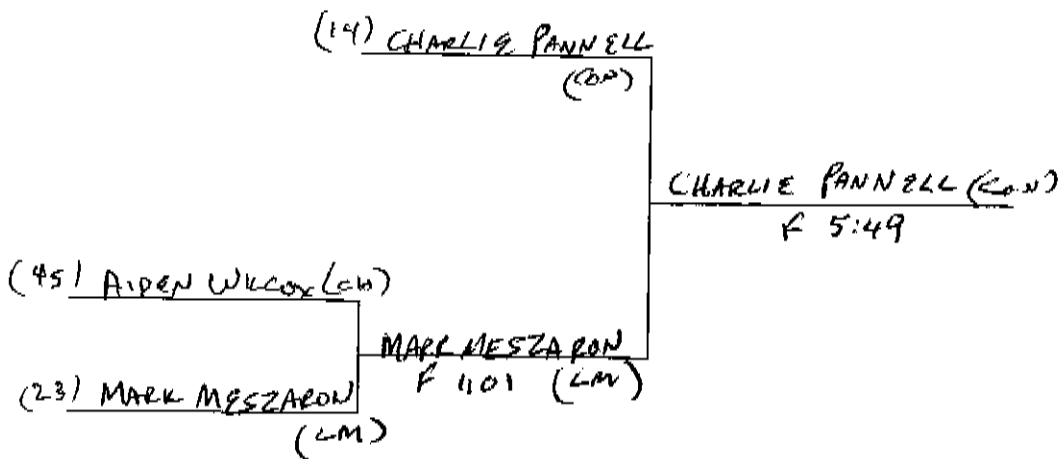 (14) CHARLIE PANNELL
(CON)
CHARLIE PANNELL (CON)
F 5:49
(45) AIDEN WILCOX (CW)
MARK MESZARON
F 1:01 (LM)
(23) MARK MESZARON
(LM)